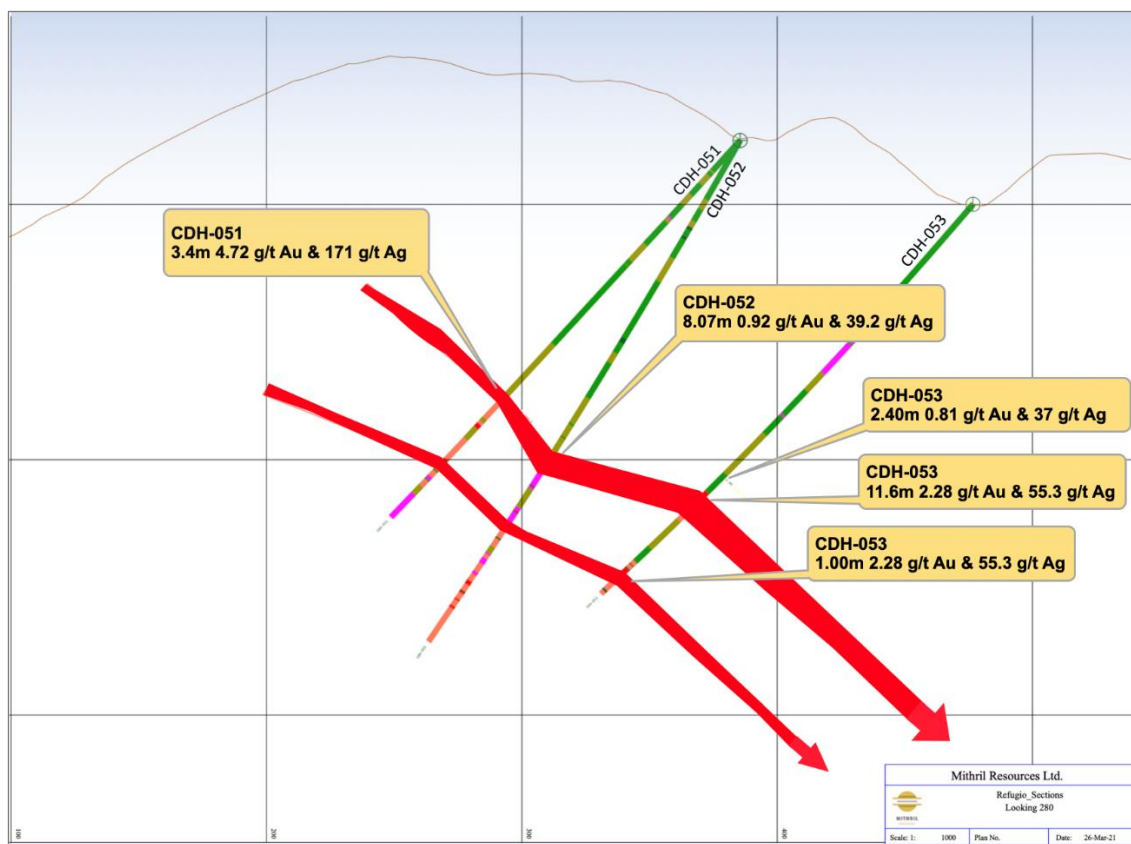 CDH-051
CDH-052
CDH-053
CDH-051
3.4m 4.72 g/t Au & 171 g/t Ag
CDH-052
8.07m 0.92 g/t Au & 39.2 g/t Ag
CDH-053
2.40m 0.81 g/t Au & 37 g/t Ag
CDH-053
11.6m 2.28 g/t Au & 55.3 g/t Ag
CDH-053
1.00m 2.28 g/t Au & 55.3 g/t Ag
Mithril Resources Ltd.
MITHRIL
Refugio_Sections
Looking 280
Scale: 1: 1000 Plan No. Date: 26-Mar-21
100 200 300 400